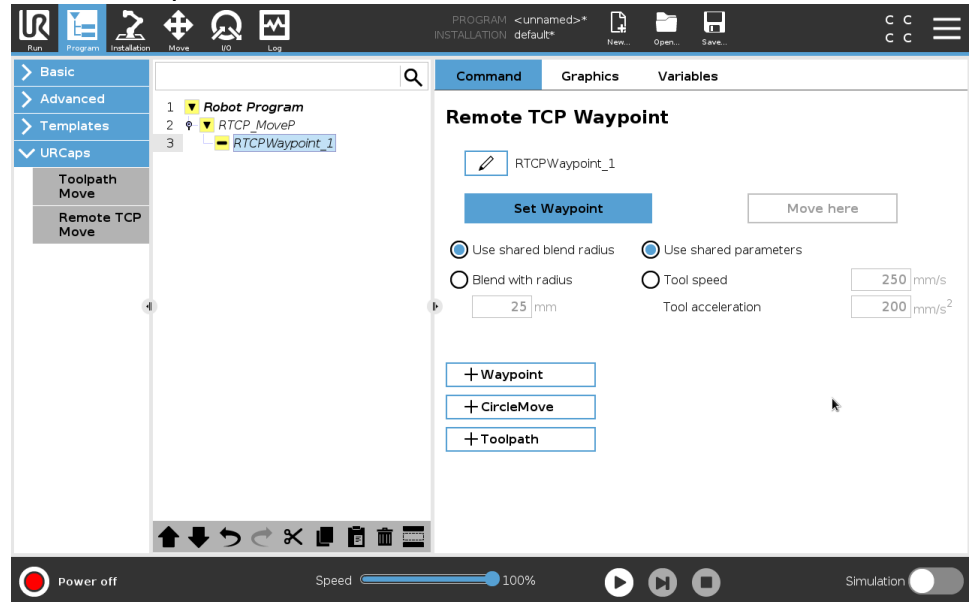 PROGRAM <unnamed>*
INSTALLATION default*
Run Program Installation Move I/O Log New... Open... Save...
C C
C C
Basic
Advanced
Templates
URCaps
Toolpath
Move
Remote TCP
Move
1 Robot Program
2 RTCP_MoveP
3 RTCPWaypoint_1
Command Graphics Variables
Remote TCP Waypoint
RTCPWaypoint_1
Set Waypoint Move here
Use shared blend radius Use shared parameters
Blend with radius Tool speed 250 mm/s
25 mm Tool acceleration 200 mm/s²
+ Waypoint
+ CircleMove
+ Toolpath
Power off Speed 100% Simulation